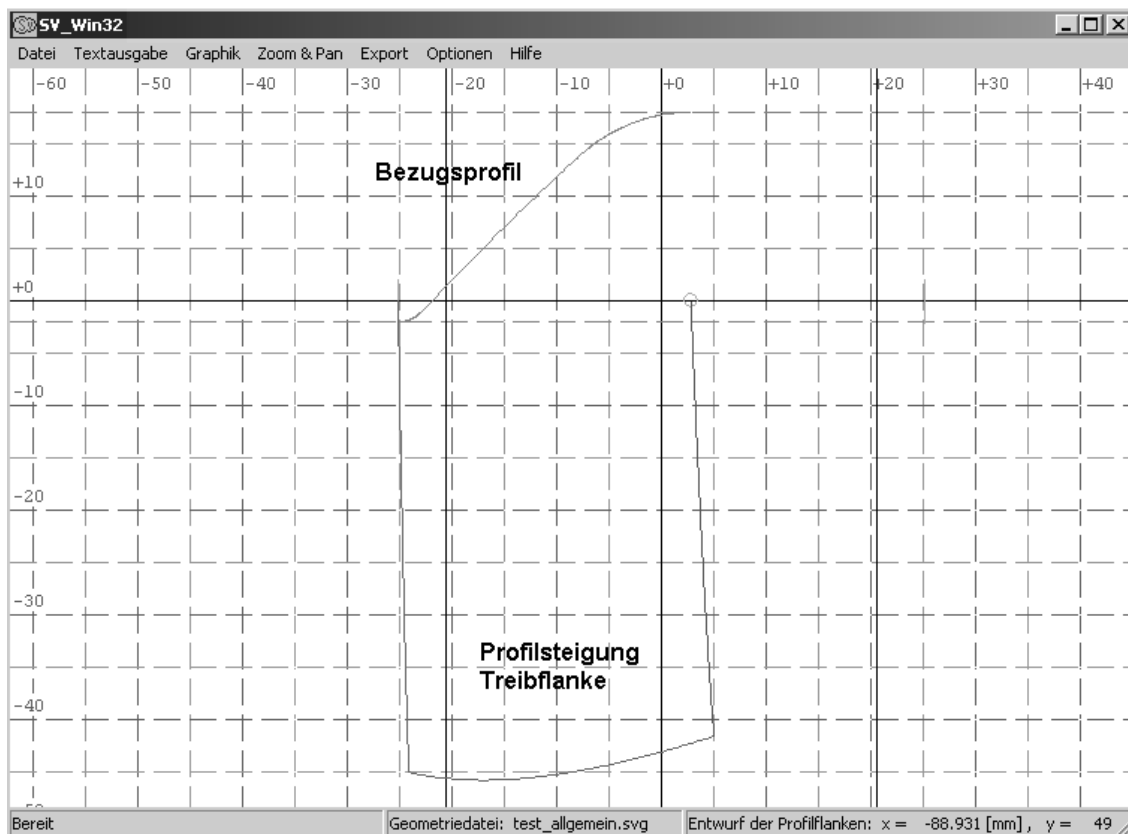 SV_Win32
Datei Textausgabe Graphik Zoom & Pan Export Optionen Hilfe
-60 -50 -40 -30 -20 -10 +0 +10 +20 +30 +40
Bezugsprofil
+10
+0
-10
-20
-30
Profilsteigung
Treibflanke
-40
-50
Bereit Geometriedatei: test_allgemein.svg Entwurf der Profilflanken: x = -88.931 [mm] , y = 49